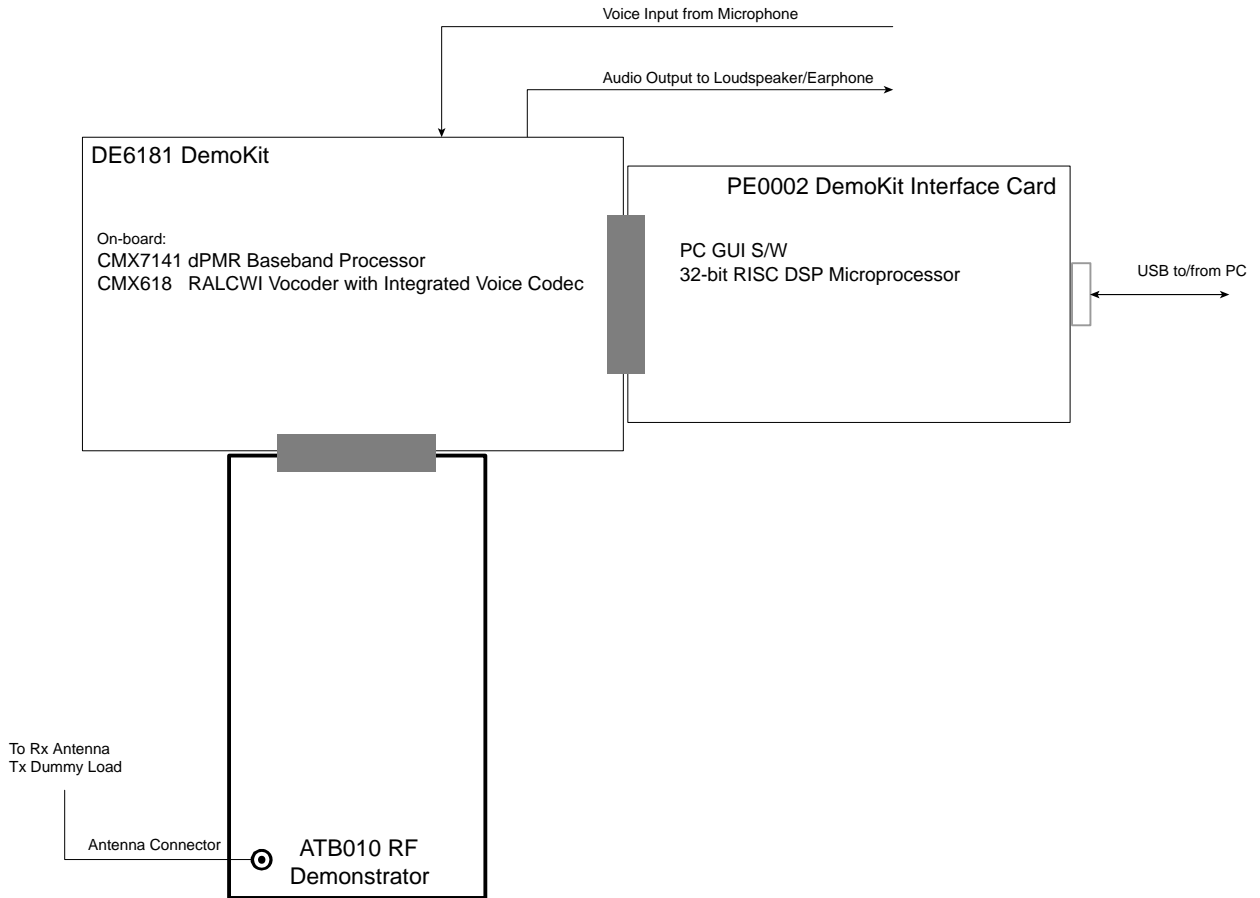 Voice Input from Microphone
Audio Output to Loudspeaker/Earphone
DE6181 DemoKit
On-board:
CMX7141 dPMR Baseband Processor
CMX618 RALCWI Vocoder with Integrated Voice Codec
PE0002 DemoKit Interface Card
PC GUI S/W
32-bit RISC DSP Microprocessor
USB to/from PC
To Rx Antenna
Tx Dummy Load
Antenna Connector
ATB010 RF
Demonstrator